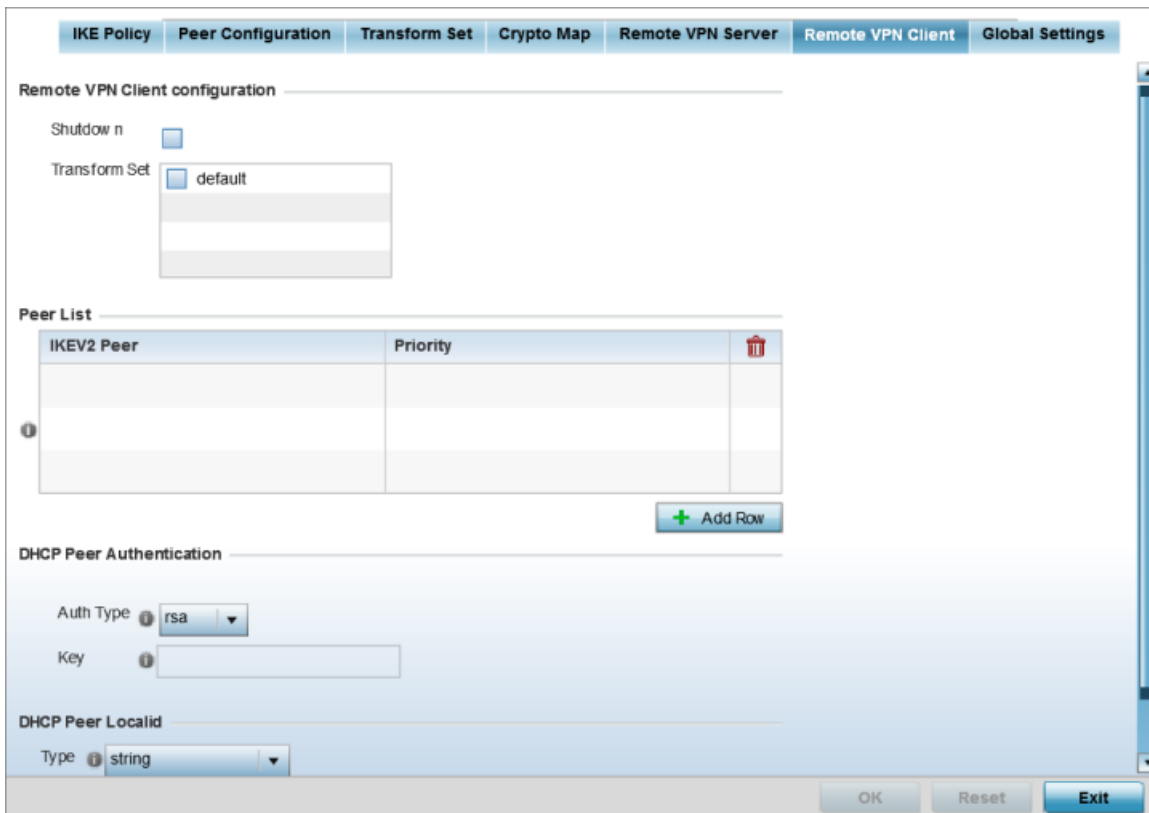 IKE Policy Peer Configuration Transform Set Crypto Map Remote VPN Server Remote VPN Client Global Settings
Remote VPN Client configuration
Shutdow n
Transform Set
default
Peer List
IKEV2 Peer Priority
Add Row
DHCP Peer Authentication
Auth Type rsa
Key
DHCP Peer Localid
Type string
OK Reset Exit